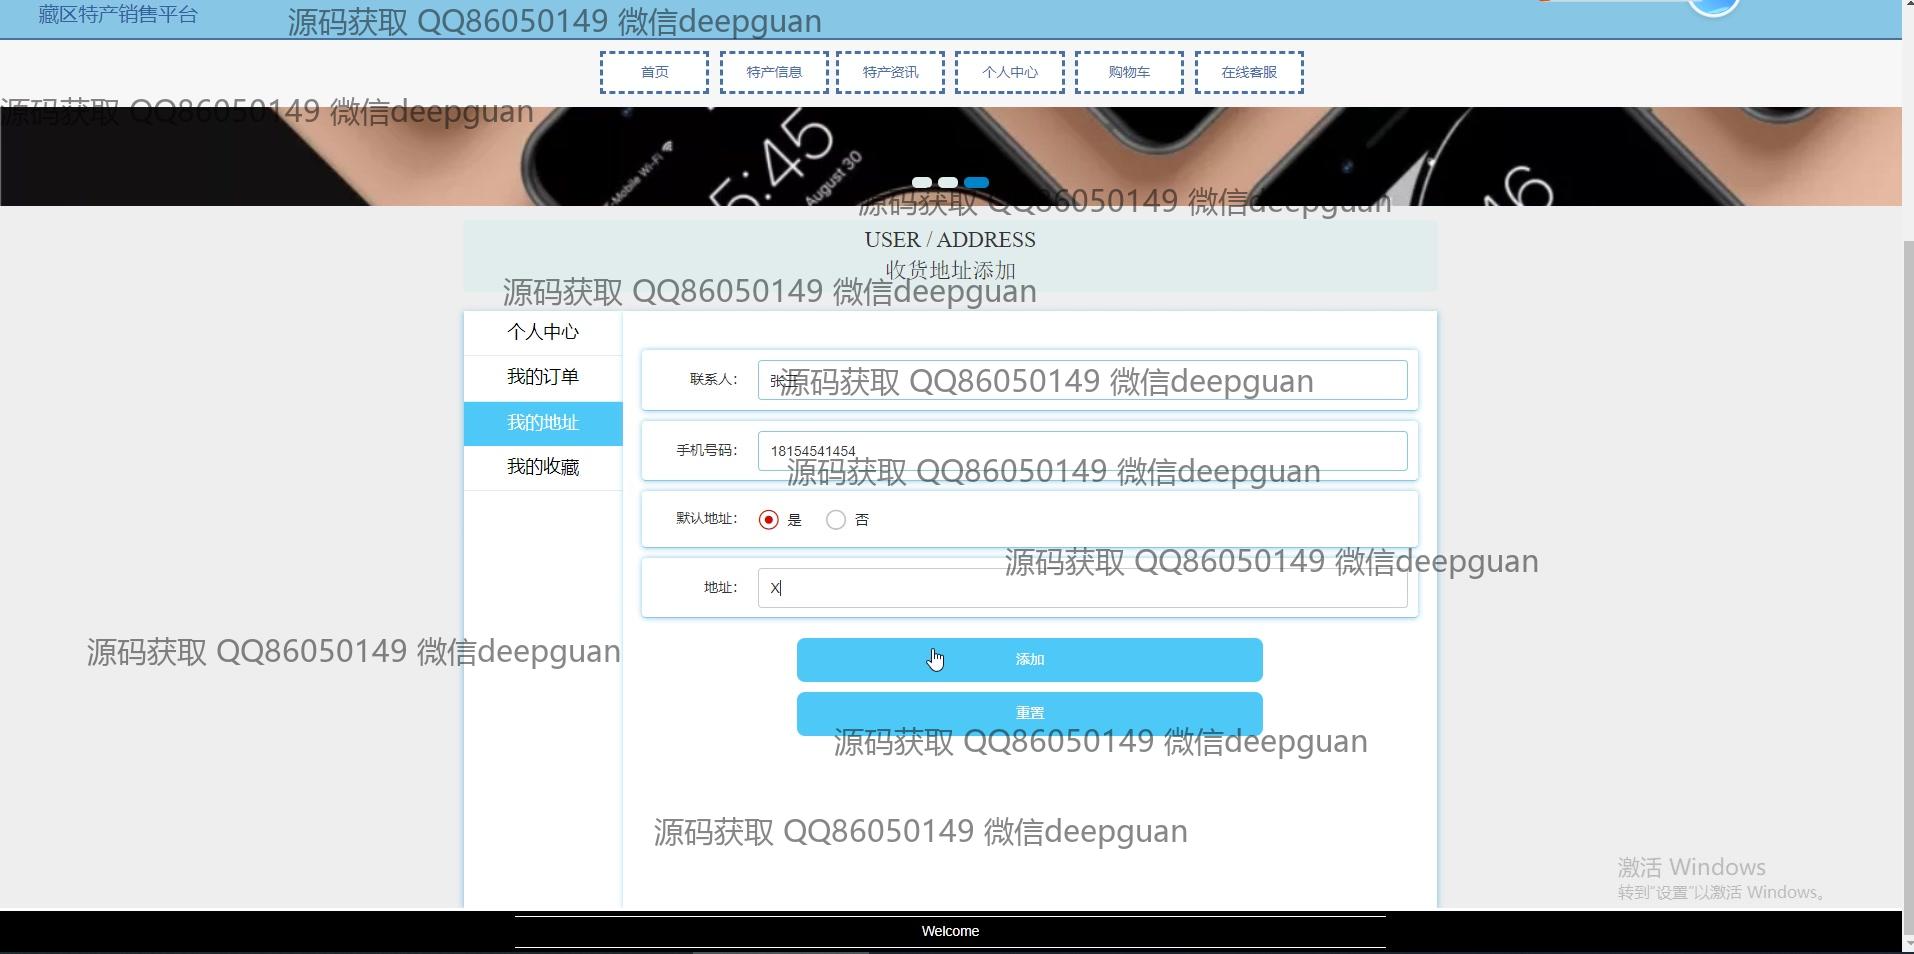 藏区特产销售平台
源码获取 QQ86050149 微信deepguan
首页 特产信息 特产资讯 个人中心 购物车 在线客服
源码获取 QQ86050149 微信deepguan
Mobile Wi-Fi
5:45
August 30
46
源码获取 QQ86050149 微信deepguan
USER / ADDRESS
收货地址添加
源码获取 QQ86050149 微信deepguan
个人中心
我的订单
我的地址
我的收藏
联系人: 张三
源码获取 QQ86050149 微信deepguan
手机号码: 18154541454
源码获取 QQ86050149 微信deepguan
默认地址: 是 否
源码获取 QQ86050149 微信deepguan
地址: X
源码获取 QQ86050149 微信deepguan
添加
重置
源码获取 QQ86050149 微信deepguan
源码获取 QQ86050149 微信deepguan
激活 Windows
转到"设置"以激活 Windows。
Welcome